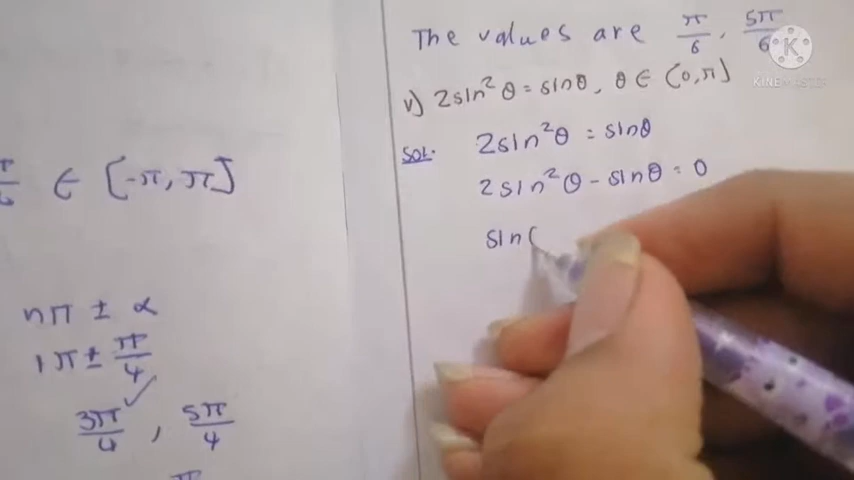 ∈ [-π, π]
nπ ± α
1π ± π/4
3π/4 ✓, 5π/4
π
The values are π/6, 5π/6
v) 2sin²θ = sinθ, θ ∈ (0,π]
SOL. 2sin²θ = sinθ
2sin²θ - sinθ = 0
sin(
K
KINEMASTER